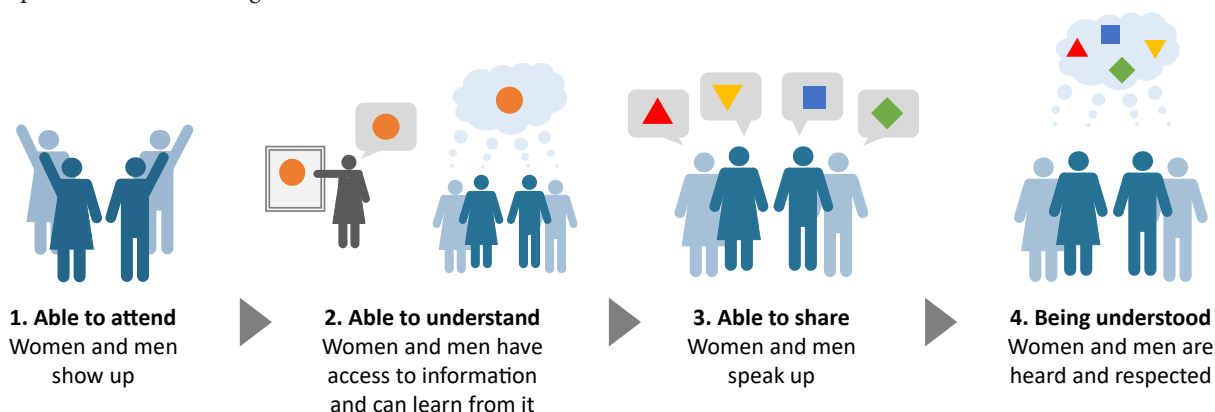 1. Able to attend
Women and men
show up
2. Able to understand
Women and men have
access to information
and can learn from it
3. Able to share
Women and men
speak up
4. Being understood
Women and men are
heard and respected